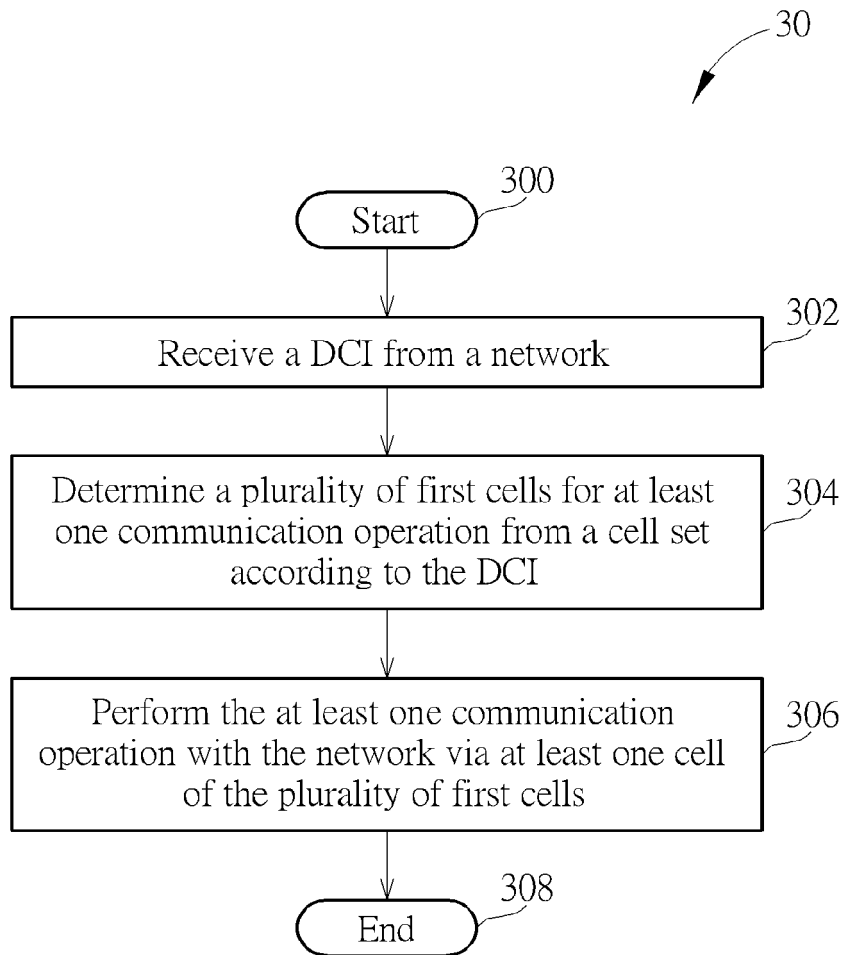 30
300
Start
302
Receive a DCI from a network
Determine a plurality of first cells for at least
one communication operation from a cell set
according to the DCI
304
Perform the at least one communication
operation with the network via at least one cell
of the plurality of first cells
306
308
End